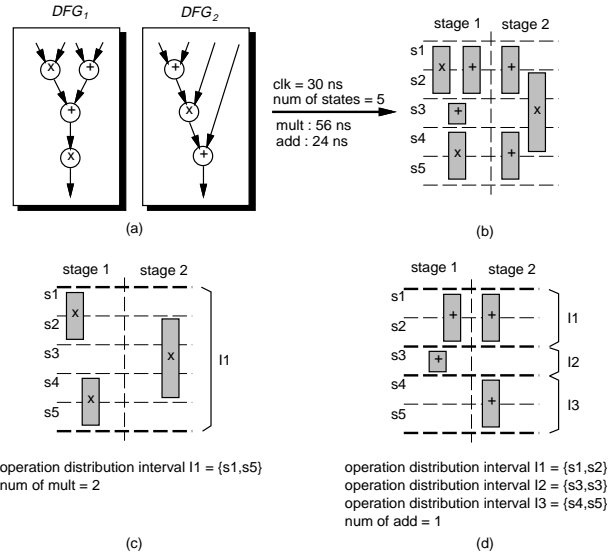 DFG1
DFG2
x
+
+
x
+
x
+
clk = 30 ns
num of states = 5
mult : 56 ns
add : 24 ns
(a)
stage 1
stage 2
s1
s2
s3
s4
s5
x
+
+
x
+
x
+
(b)
stage 1
stage 2
s1
s2
s3
s4
s5
x
x
x
I1
operation distribution interval I1 = {s1,s5}
num of mult = 2
(c)
stage 1
stage 2
s1
s2
s3
s4
s5
+
+
+
+
I1
I2
I3
operation distribution interval I1 = {s1,s2}
operation distribution interval I2 = {s3,s3}
operation distribution interval I3 = {s4,s5}
num of add = 1
(d)